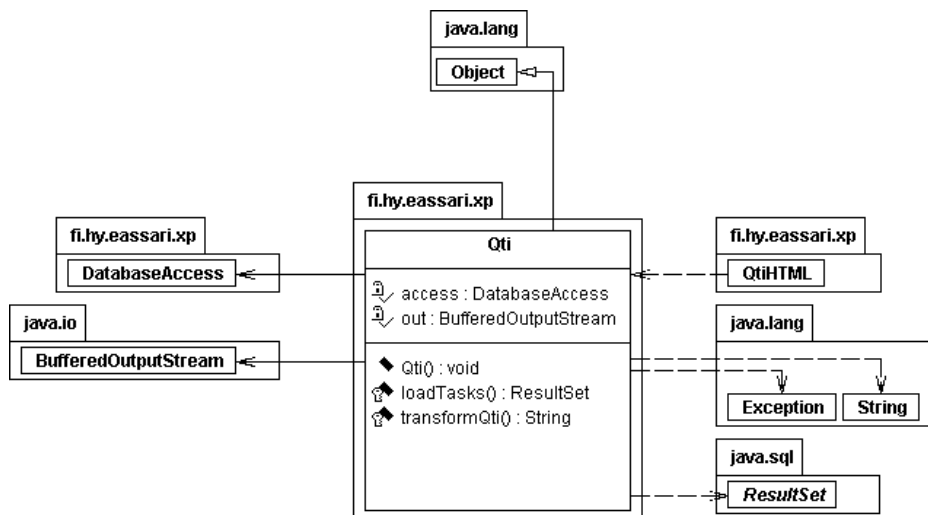 java.lang
Object
fi.hy.eassari.xp
Qti
access : DatabaseAccess
out : BufferedOutputStream
Qti() : void
loadTasks() : ResultSet
transformQti() : String
fi.hy.eassari.xp
DatabaseAccess
java.io
BufferedOutputStream
fi.hy.eassari.xp
QtiHTML
java.lang
Exception
String
java.sql
ResultSet